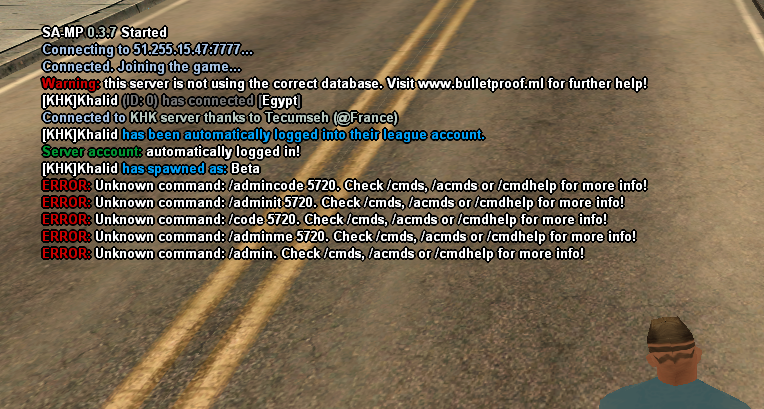 SA-MP 0.3.7 Started
Connecting to 51.255.15.47:7777...
Connected. Joining the game...
Warning: this server is not using the correct database. Visit www.bulletproof.ml for further help!
[KHK]Khalid (ID: 0) has connected [Egypt]
Connected to KHK server thanks to Tecumseh (@France)
[KHK]Khalid has been automatically logged into their league account.
Server account: automatically logged in!
[KHK]Khalid has spawned as: Beta
ERROR: Unknown command: /admincode 5720. Check /cmds, /acmds or /cmdhelp for more info!
ERROR: Unknown command: /adminit 5720. Check /cmds, /acmds or /cmdhelp for more info!
ERROR: Unknown command: /code 5720. Check /cmds, /acmds or /cmdhelp for more info!
ERROR: Unknown command: /adminme 5720. Check /cmds, /acmds or /cmdhelp for more info!
ERROR: Unknown command: /admin. Check /cmds, /acmds or /cmdhelp for more info!